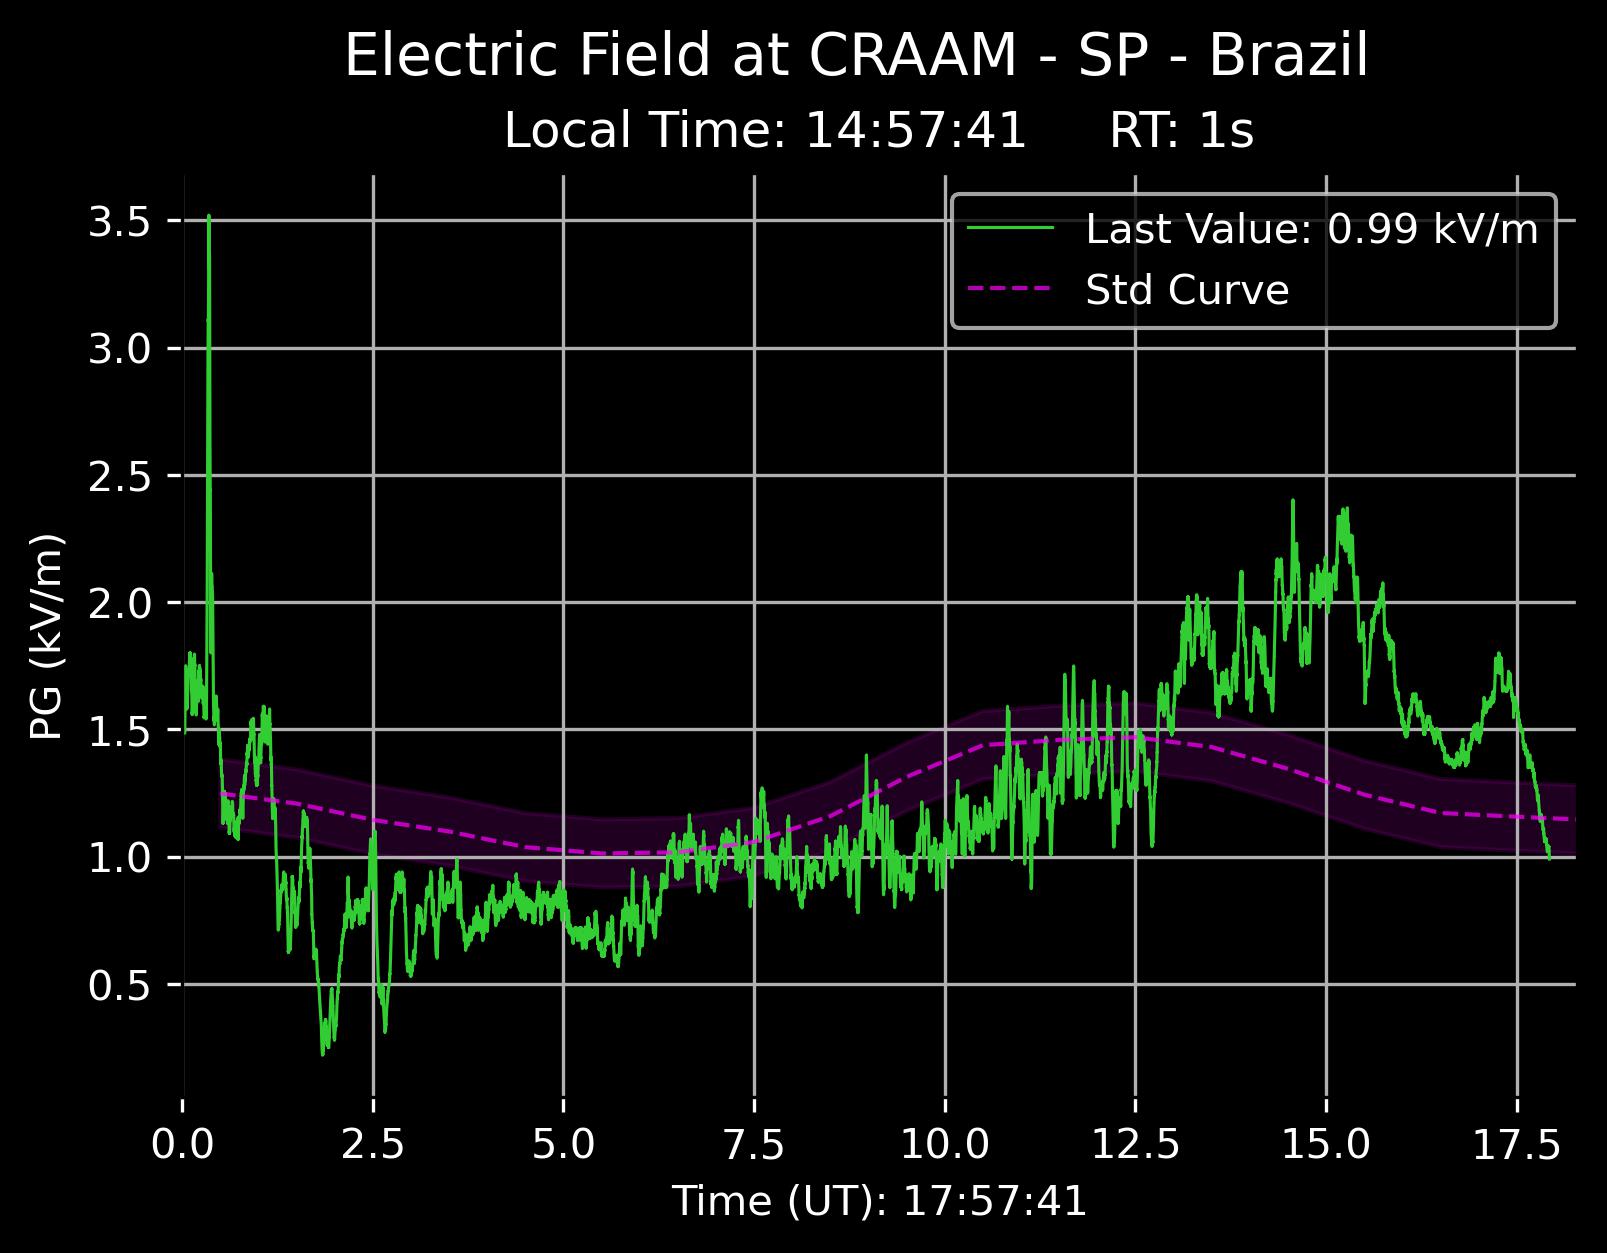 Electric Field at CRAAM - SP - Brazil
Local Time: 14:57:41 RT: 1s
Last Value: 0.99 kV/m
Std Curve
PG (kV/m)
3.5
3.0
2.5
2.0
1.5
1.0
0.5
0.0 2.5 5.0 7.5 10.0 12.5 15.0 17.5
Time (UT): 17:57:41